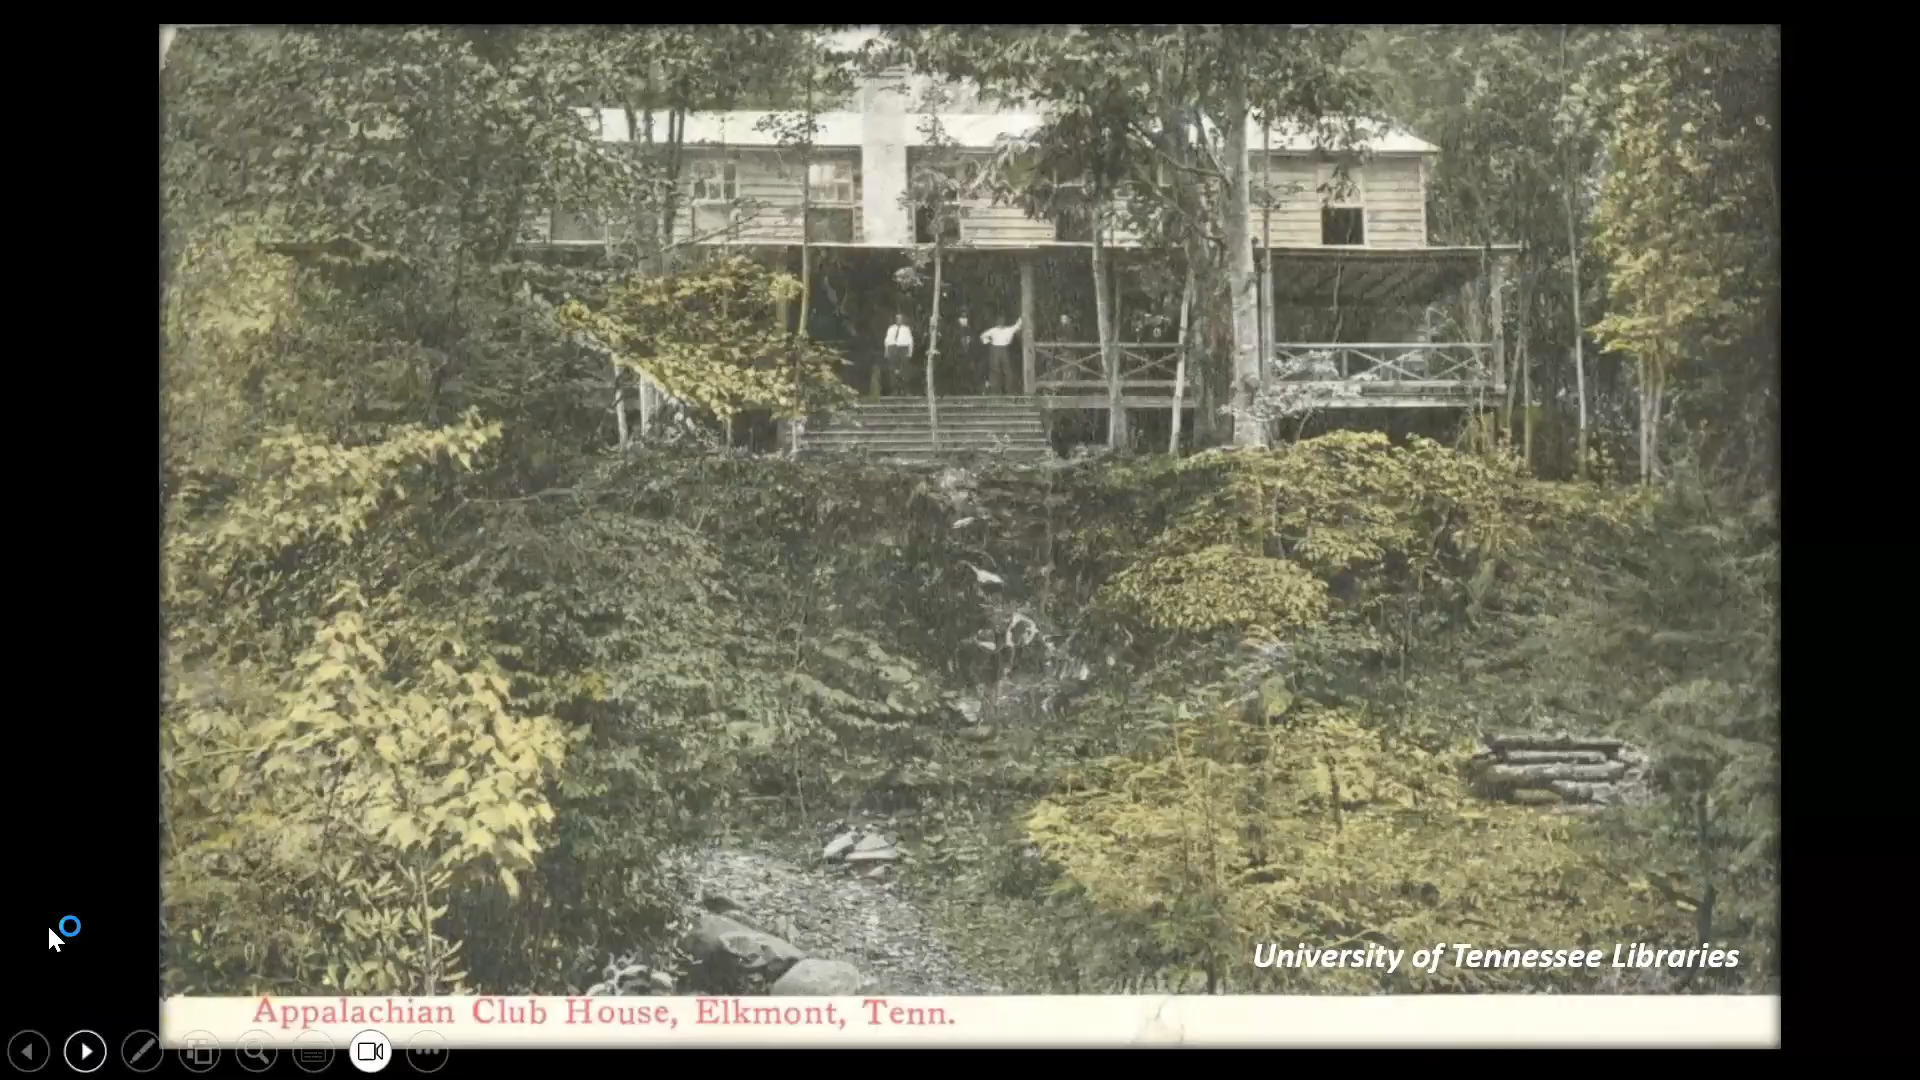 University of Tennessee Libraries
Appalachian Club House, Elkmont, Tenn.